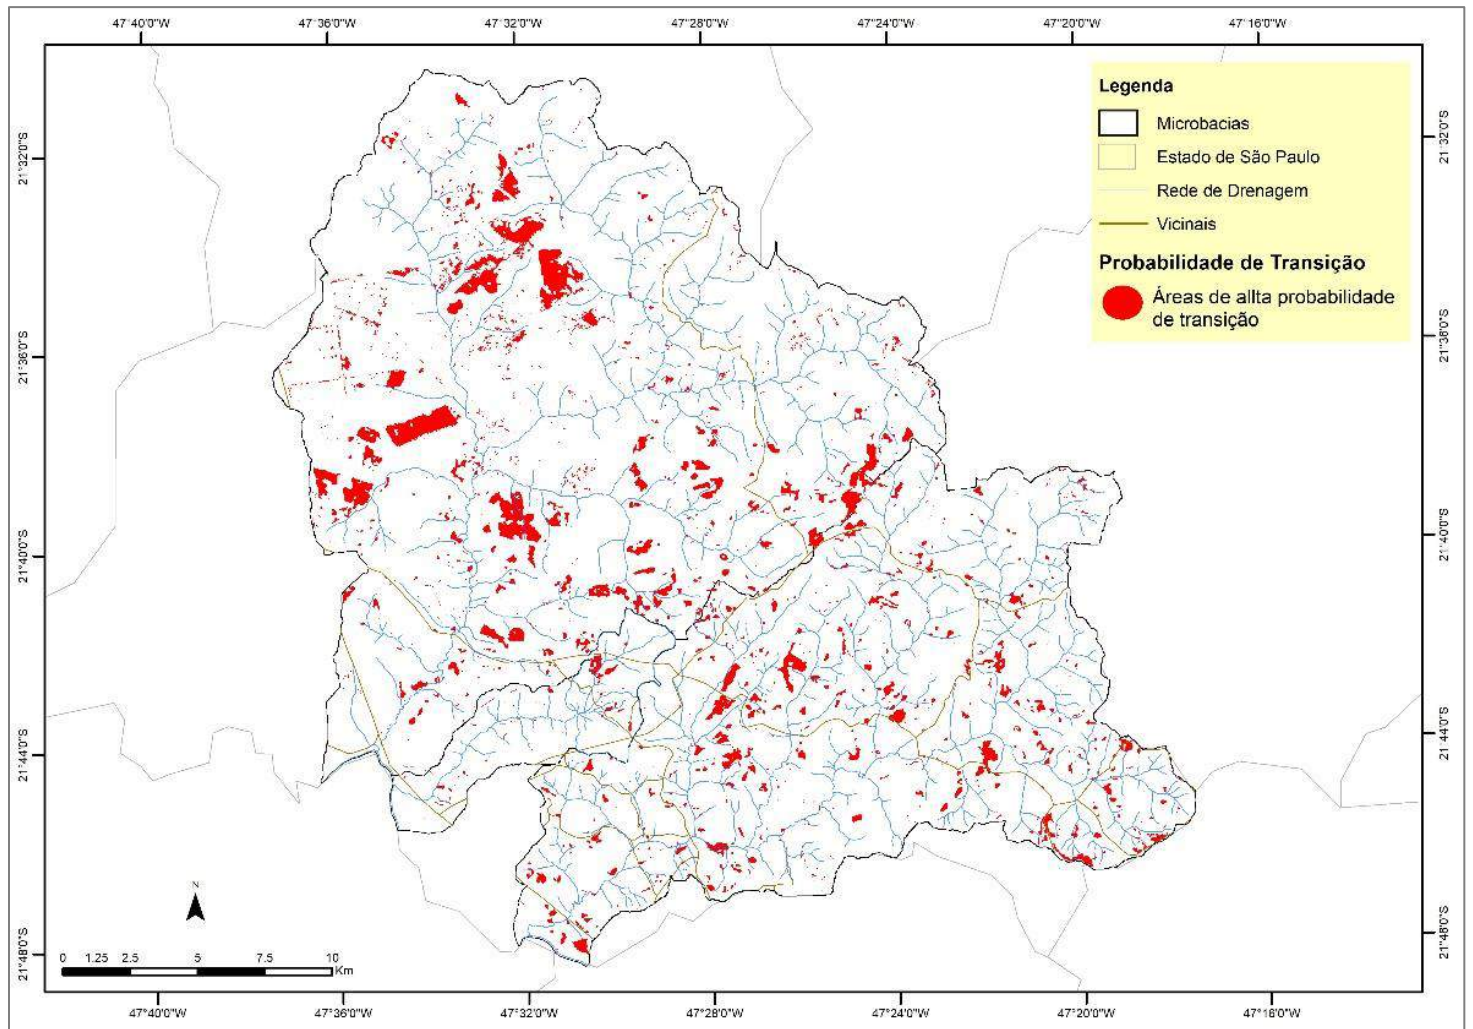 47°40'0"W 47°36'0"W 47°32'0"W 47°28'0"W 47°24'0"W 47°20'0"W 47°16'0"W
Legenda
Microbacias
Estado de São Paulo
Rede de Drenagem
Vicinais
Probabilidade de Transição
Áreas de allta probabilidade
de transição
21°32'0"S
21°36'0"S
21°40'0"S
21°44'0"S
21°48'0"S
21°32'0"S
21°36'0"S
21°40'0"S
21°44'0"S
21°48'0"S
N
0 1.25 2.5 5 7.5 10
Km
47°40'0"W 47°36'0"W 47°32'0"W 47°28'0"W 47°24'0"W 47°20'0"W 47°16'0"W